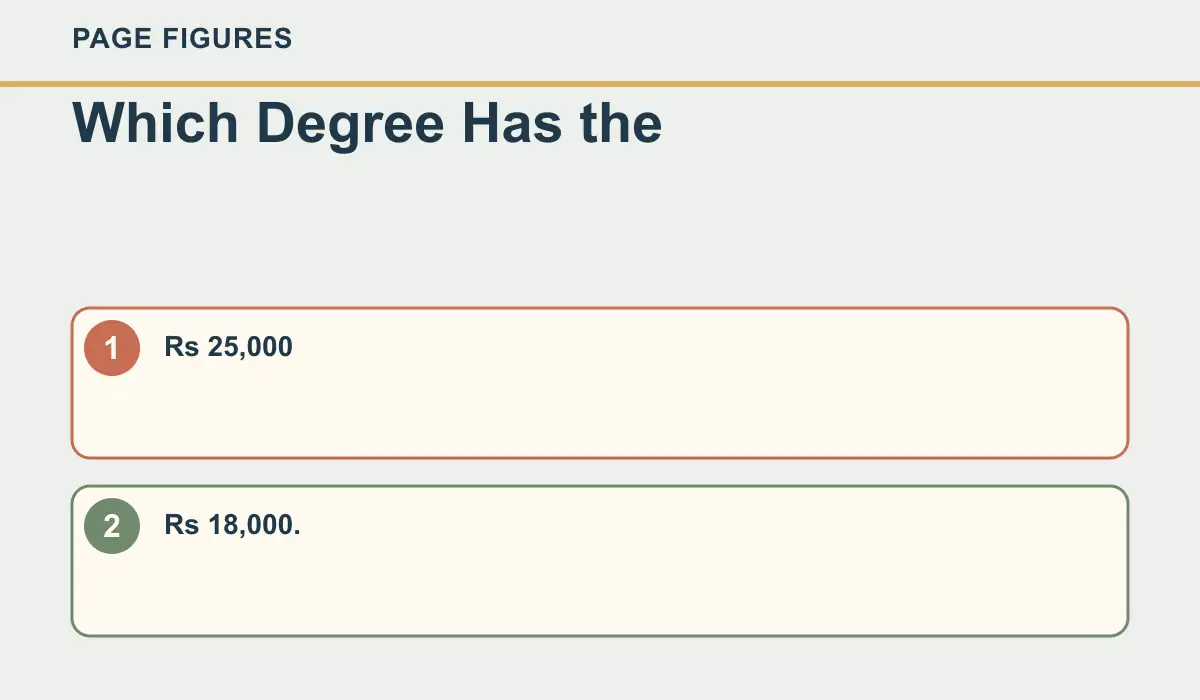 PAGE FIGURES
Which Degree Has the
1 Rs 25,000
2 Rs 18,000.